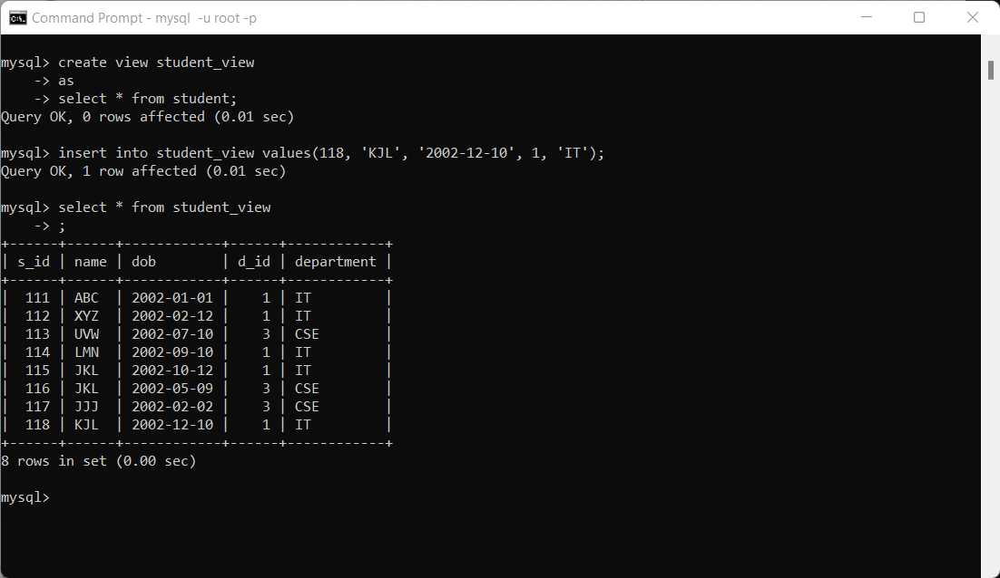 Command Prompt - mysql  -u root -p
mysql> create view student_view
    -> as
    -> select * from student;
Query OK, 0 rows affected (0.01 sec)
mysql> insert into student_view values(118, 'KJL', '2002-12-10', 1, 'IT');
Query OK, 1 row affected (0.01 sec)
mysql> select * from student_view
    -> ;
+------+------+------------+------+------------+
| s_id | name | dob        | d_id | department |
+------+------+------------+------+------------+
|  111 | ABC  | 2002-01-01 |    1 | IT         |
|  112 | XYZ  | 2002-02-12 |    1 | IT         |
|  113 | UVW  | 2002-07-10 |    3 | CSE        |
|  114 | LMN  | 2002-09-10 |    1 | IT         |
|  115 | JKL  | 2002-10-12 |    1 | IT         |
|  116 | JKL  | 2002-05-09 |    3 | CSE        |
|  117 | JJJ  | 2002-02-02 |    3 | CSE        |
|  118 | KJL  | 2002-12-10 |    1 | IT         |
+------+------+------------+------+------------+
8 rows in set (0.00 sec)
mysql>